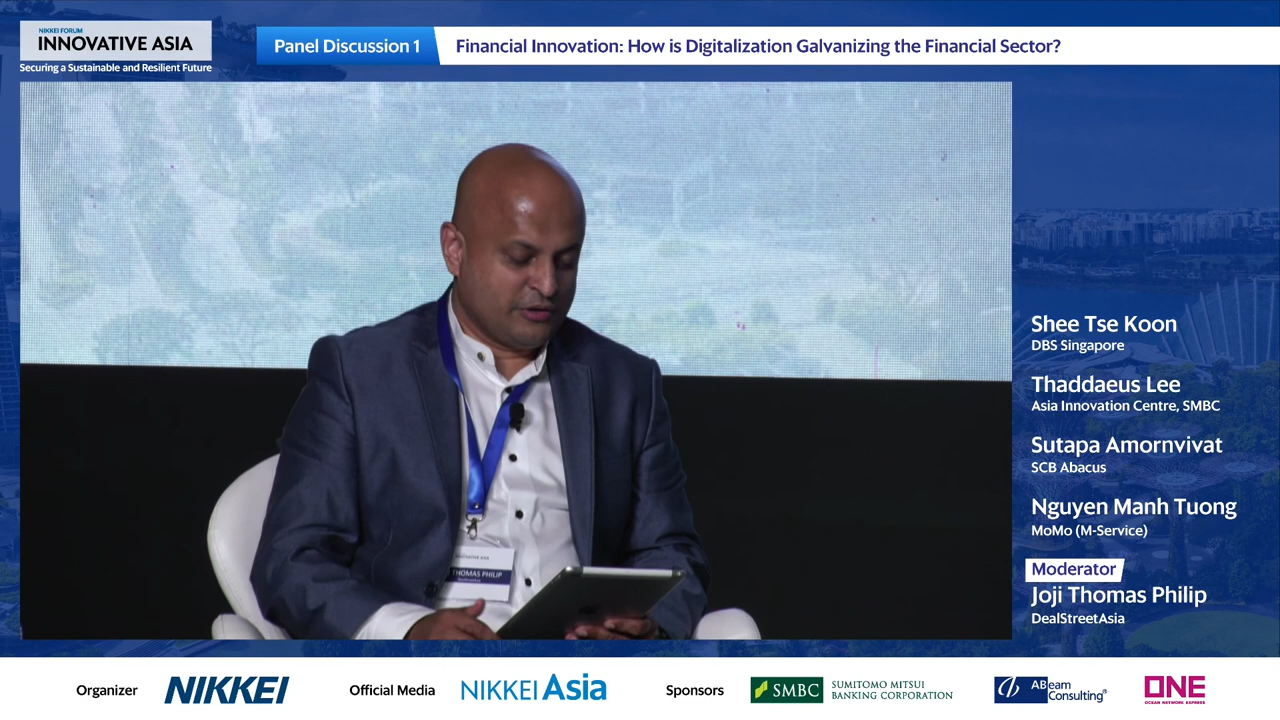 NIKKEI FORUM
INNOVATIVE ASIA
Securing a Sustainable and Resilient Future
Panel Discussion 1
Financial Innovation: How is Digitalization Galvanizing the Financial Sector?
INNOVATIVE ASIA
THOMAS PHILIP
Shee Tse Koon
DBS Singapore
Thaddaeus Lee
Asia Innovation Centre, SMBC
Sutapa Amornvivat
SCB Abacus
Nguyen Manh Tuong
MoMo (M-Service)
Moderator
Joji Thomas Philip
DealStreetAsia
Organizer
NIKKEI
Official Media
NIKKEI Asia
Sponsors
SMBC
SUMITOMO MITSUI
BANKING CORPORATION
ABeam
Consulting®
ONE
OCEAN NETWORK EXPRESS